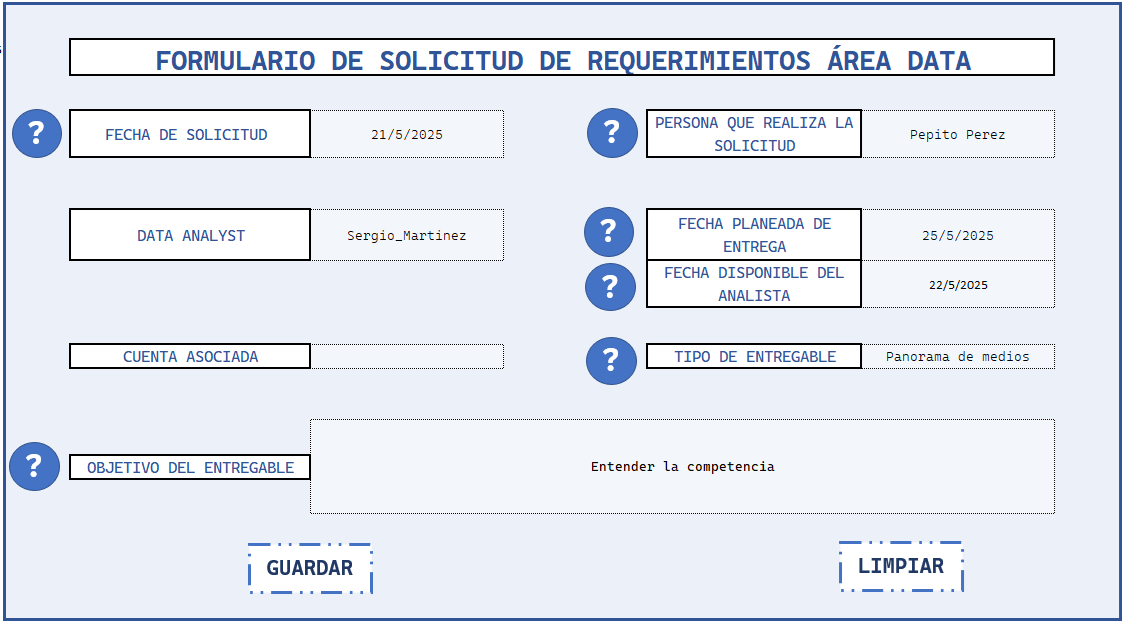 FORMULARIO DE SOLICITUD DE REQUERIMIENTOS ÁREA DATA
? FECHA DE SOLICITUD 21/5/2025
? PERSONA QUE REALIZA LA
SOLICITUD
Pepito Perez
DATA ANALYST Sergio_Martinez
? FECHA PLANEADA DE
ENTREGA
25/5/2025
? FECHA DISPONIBLE DEL
ANALISTA
22/5/2025
CUENTA ASOCIADA
? TIPO DE ENTREGABLE Panorama de medios
? OBJETIVO DEL ENTREGABLE Entender la competencia
GUARDAR
LIMPIAR